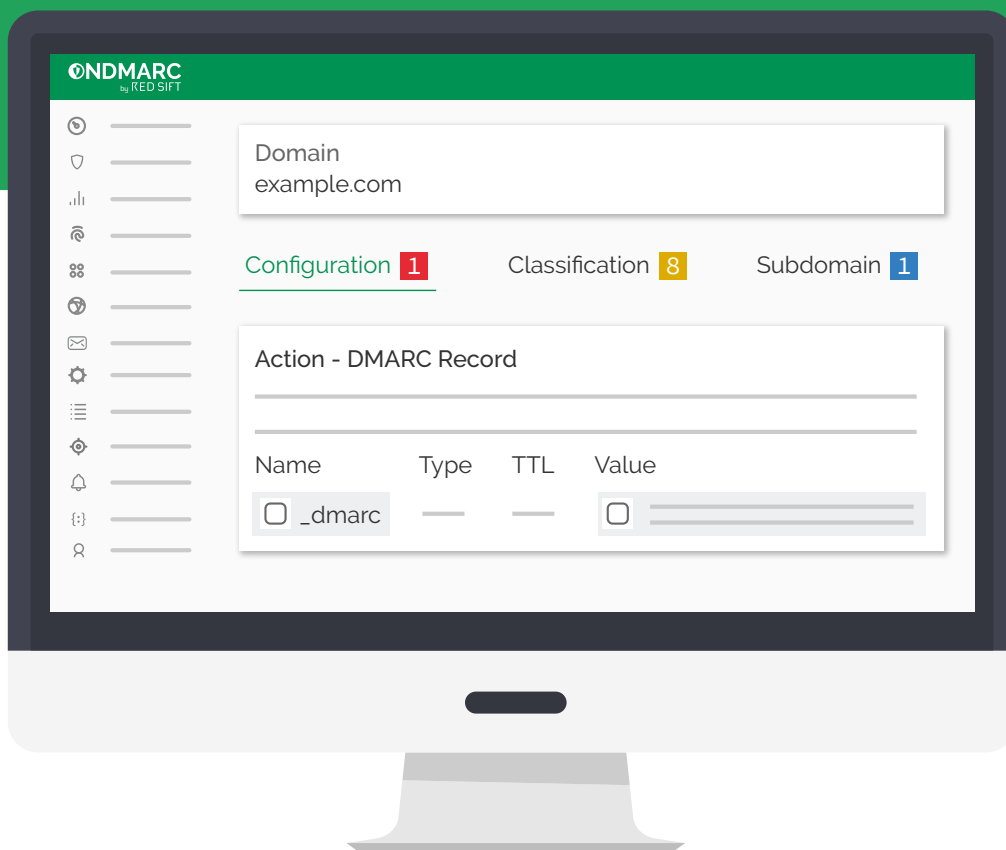 ONDMARC
by RED SIFT
Domain
example.com
Configuration 1 Classification 8 Subdomain 1
Action - DMARC Record
Name Type TTL Value
_dmarc